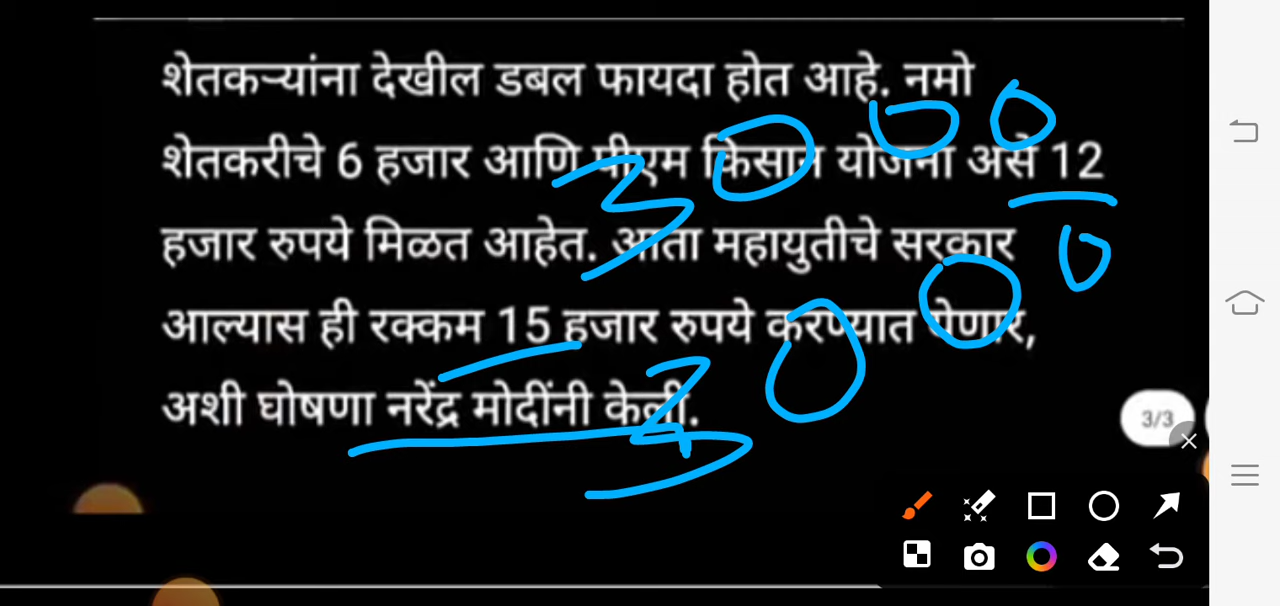 शेतकऱ्यांना देखील डबल फायदा होत आहे. नमो
शेतकरीचे 6 हजार आणि पीएम किसान योजना असे 12
हजार रुपये मिळत आहेत. आता महायुतीचे सरकार
आल्यास ही रक्कम 15 हजार रुपये करण्यात येणार,
अशी घोषणा नरेंद्र मोदींनी केली.
3000
3000
3/3